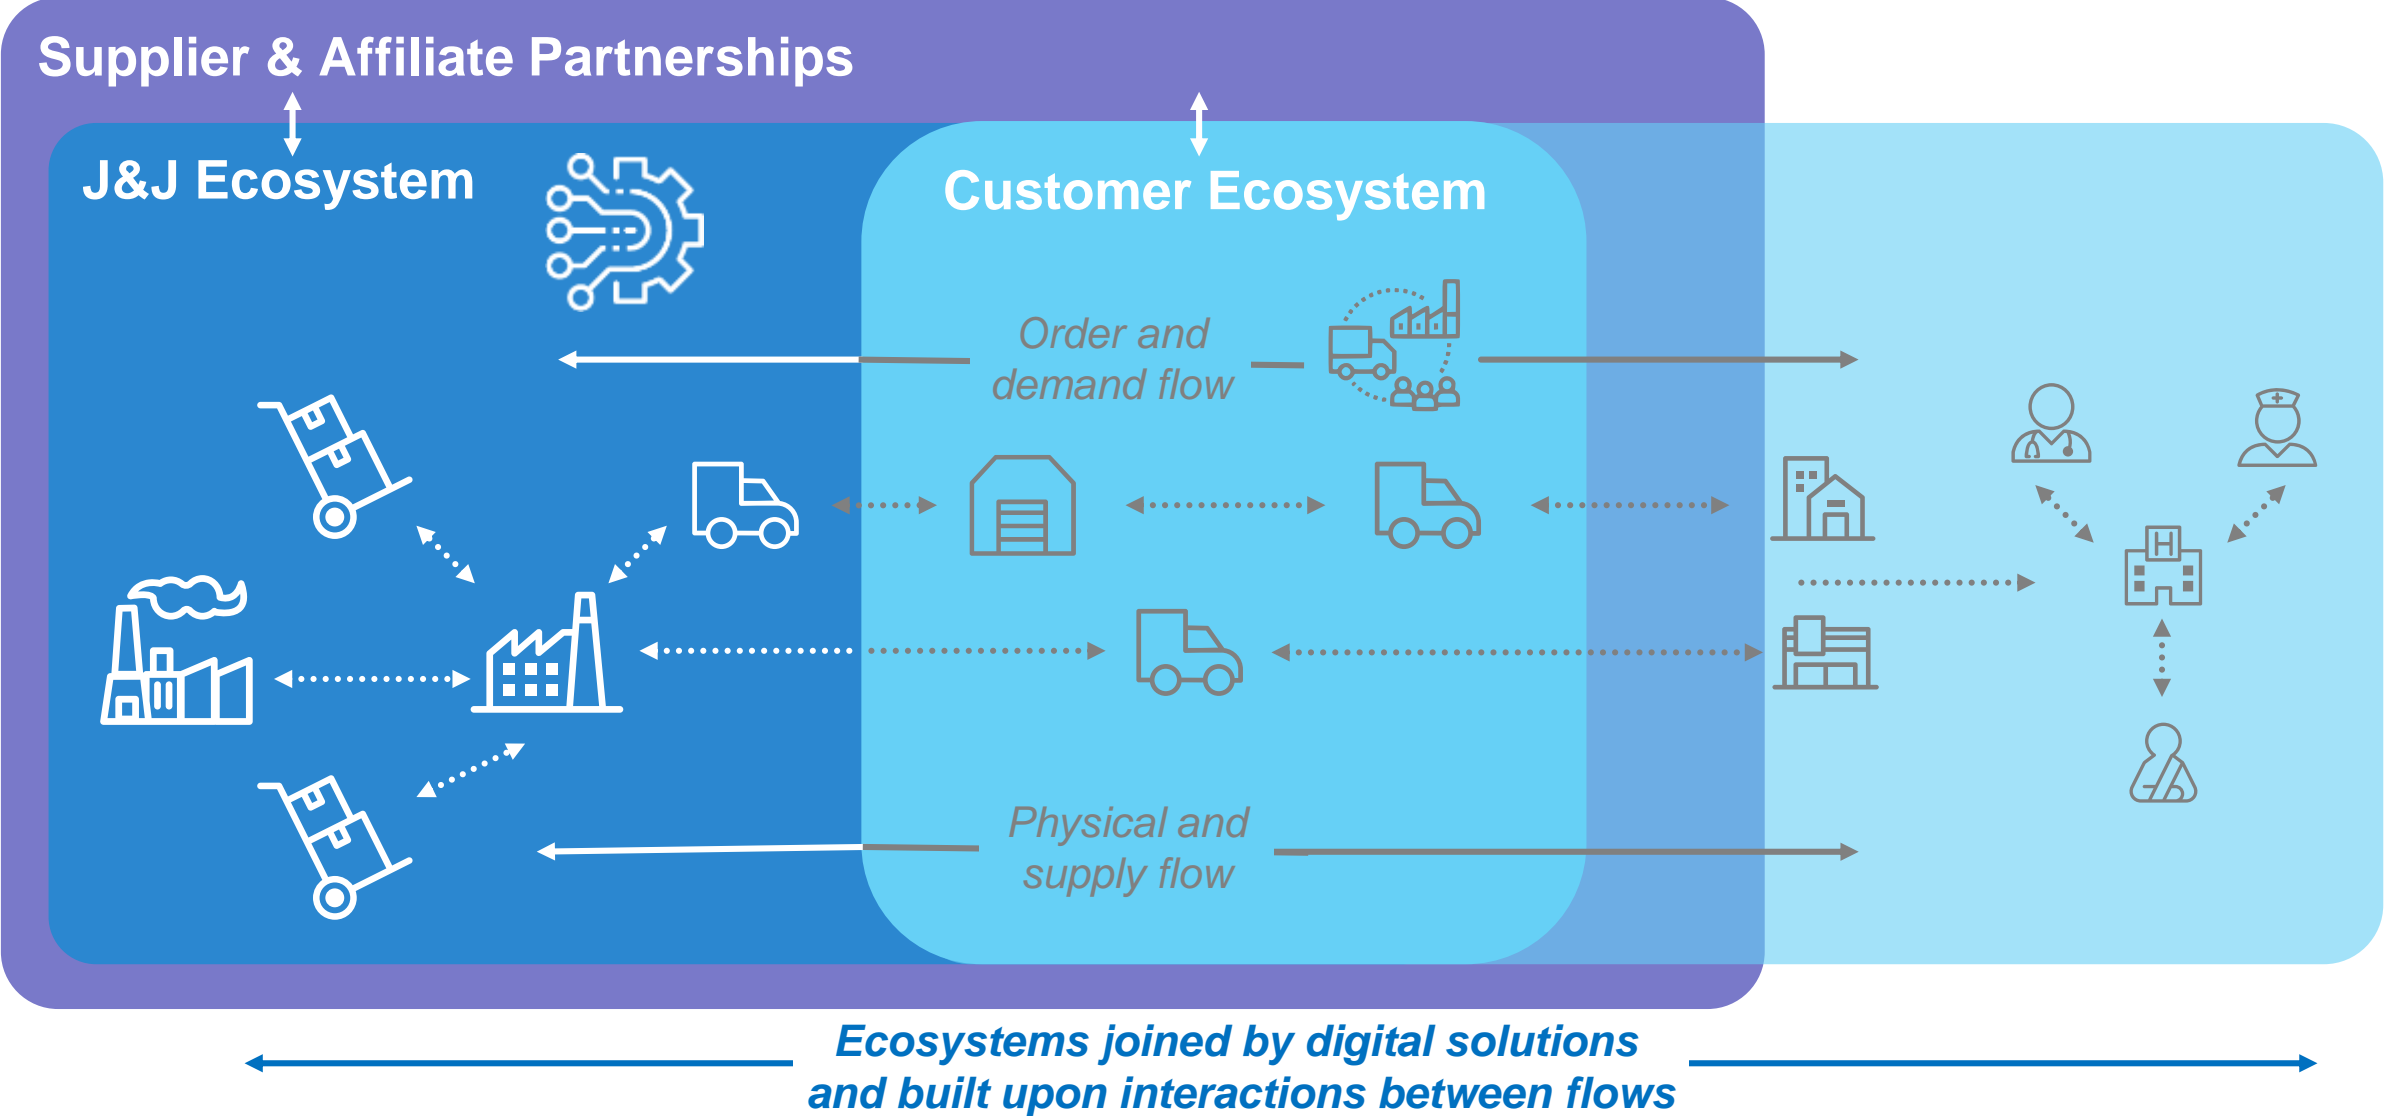 Supplier & Affiliate Partnerships
J&J Ecosystem
Customer Ecosystem
Order and
demand flow
H
Physical and
supply flow
Ecosystems joined by digital solutions
and built upon interactions between flows